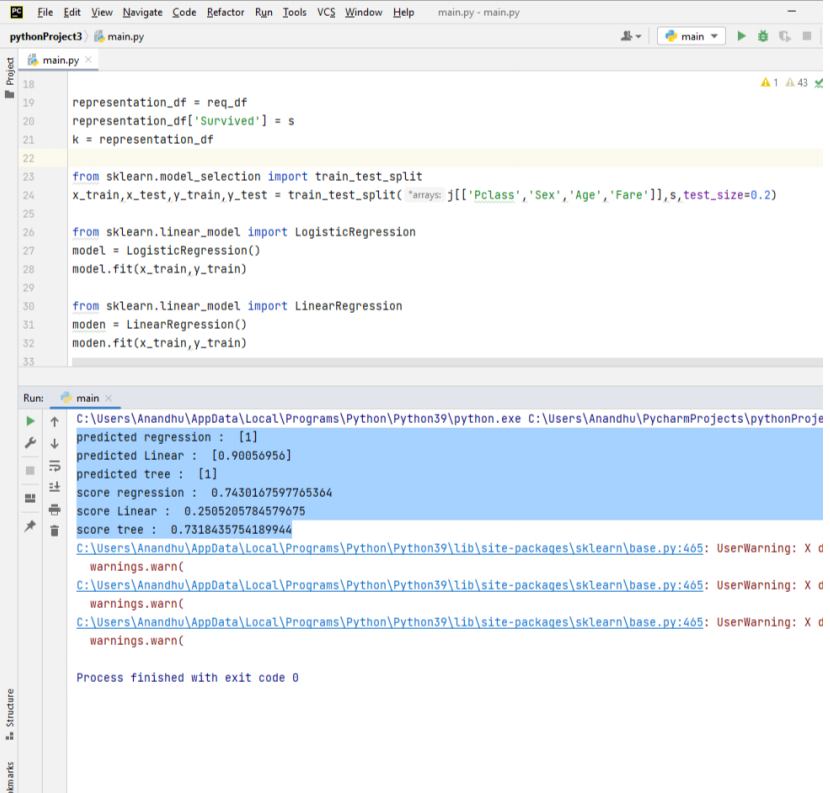 PC File Edit View Navigate Code Refactor Run Tools VCS Window Help main.py - main.py
pythonProject3 main.py main
main.py
Project
1 43
18
19 representation_df = req_df
20 representation_df['Survived'] = s
21 k = representation_df
22
23 from sklearn.model_selection import train_test_split
24 x_train,x_test,y_train,y_test = train_test_split( *arrays: j[['Pclass','Sex','Age','Fare']],s,test_size=0.2)
25
26 from sklearn.linear_model import LogisticRegression
27 model = LogisticRegression()
28 model.fit(x_train,y_train)
29
30 from sklearn.linear_model import LinearRegression
31 moden = LinearRegression()
32 moden.fit(x_train,y_train)
33
Run: main
C:\Users\Anandhu\AppData\Local\Programs\Python\Python39\python.exe C:\Users\Anandhu\PycharmProjects\pythonProje
predicted regression :  [1]
predicted Linear :  [0.90056956]
predicted tree :  [1]
score regression :  0.7430167597765364
score Linear :  0.2505205784579675
score tree :  0.7318435754189944
C:\Users\Anandhu\AppData\Local\Programs\Python\Python39\lib\site-packages\sklearn\base.py:465: UserWarning: X d
warnings.warn(
C:\Users\Anandhu\AppData\Local\Programs\Python\Python39\lib\site-packages\sklearn\base.py:465: UserWarning: X d
warnings.warn(
C:\Users\Anandhu\AppData\Local\Programs\Python\Python39\lib\site-packages\sklearn\base.py:465: UserWarning: X d
warnings.warn(
Process finished with exit code 0
Structure
kmarks